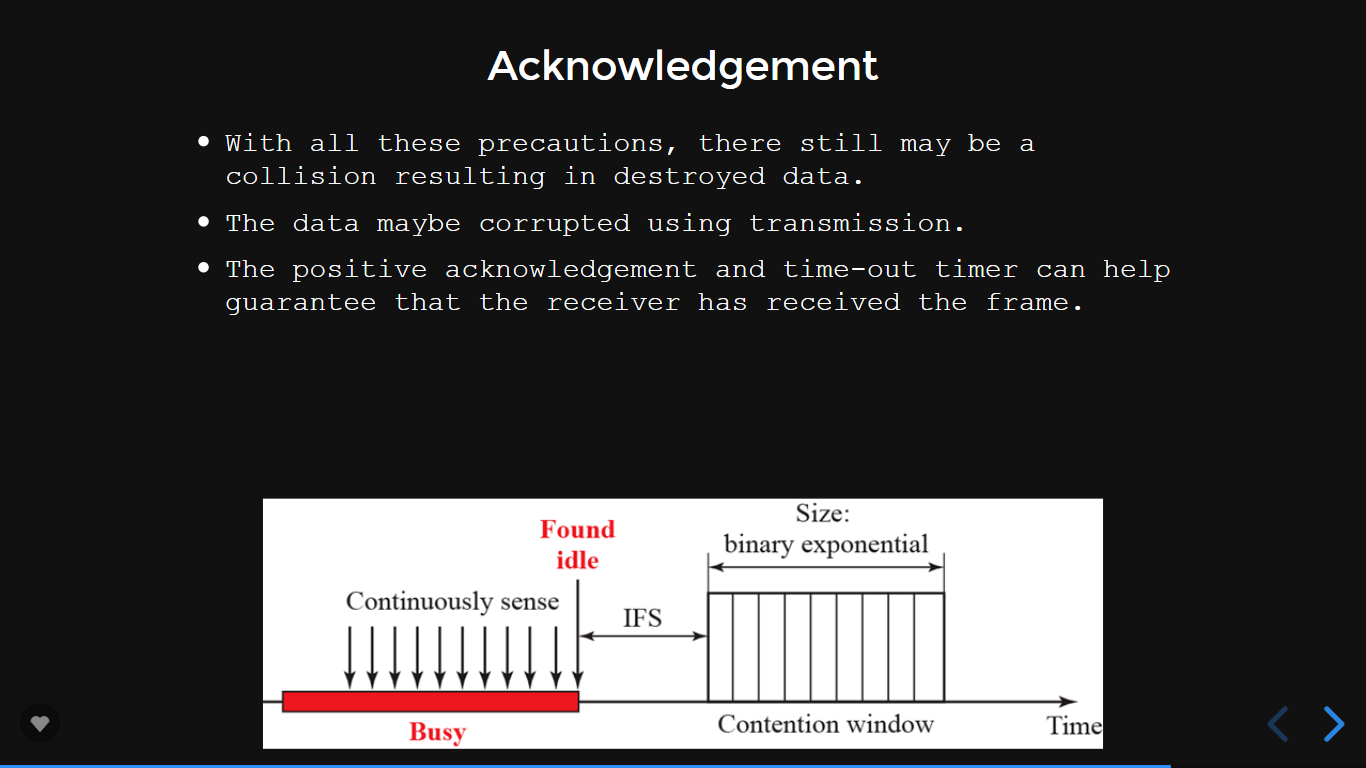 Acknowledgement
With all these precautions, there still may be a
collision resulting in destroyed data.
The data maybe corrupted using transmission.
The positive acknowledgement and time-out timer can help
guarantee that the receiver has received the frame.
Size:
binary exponential
Found
idle
Continuously sense
IFS
Busy
Contention window
Time